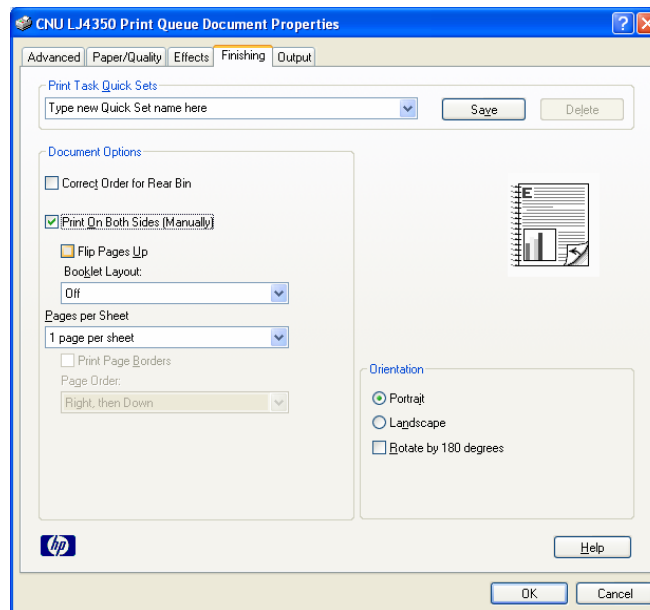 CNU LJ4350 Print Queue Document Properties
Advanced Paper/Quality Effects Finishing Output
Print Task Quick Sets
Type new Quick Set name here Save Delete
Document Options
Correct Order for Rear Bin
Print On Both Sides (Manually)
Flip Pages Up
Booklet Layout:
Off
Pages per Sheet
1 page per sheet
Print Page Borders
Page Order:
Right, then Down
E
Orientation
Portrait
Landscape
Rotate by 180 degrees
hp
Help
OK Cancel